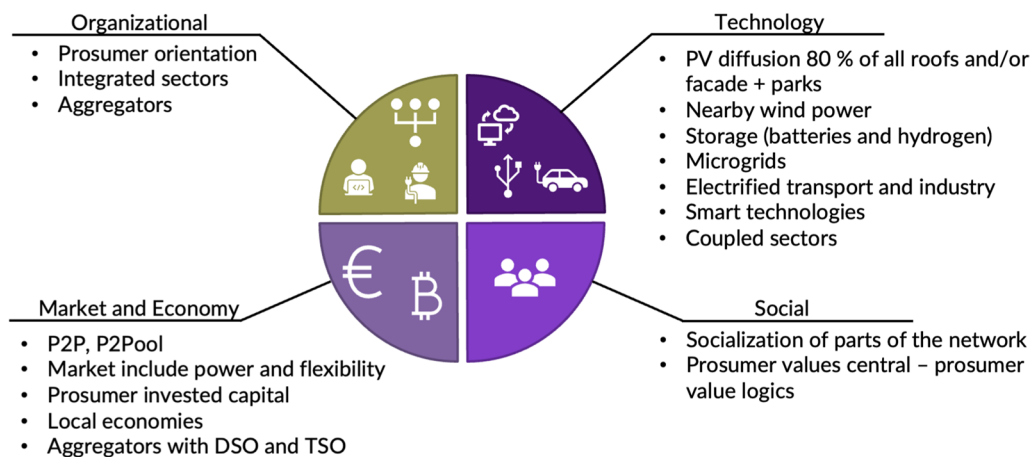 Organizational
• Prosumer orientation
• Integrated sectors
• Aggregators
Technology
• PV diffusion 80 % of all roofs and/or
facade + parks
• Nearby wind power
• Storage (batteries and hydrogen)
• Microgrids
• Electrified transport and industry
• Smart technologies
• Coupled sectors
Market and Economy
• P2P, P2Pool
• Market include power and flexibility
• Prosumer invested capital
• Local economies
• Aggregators with DSO and TSO
Social
• Socialization of parts of the network
• Prosumer values central – prosumer
value logics